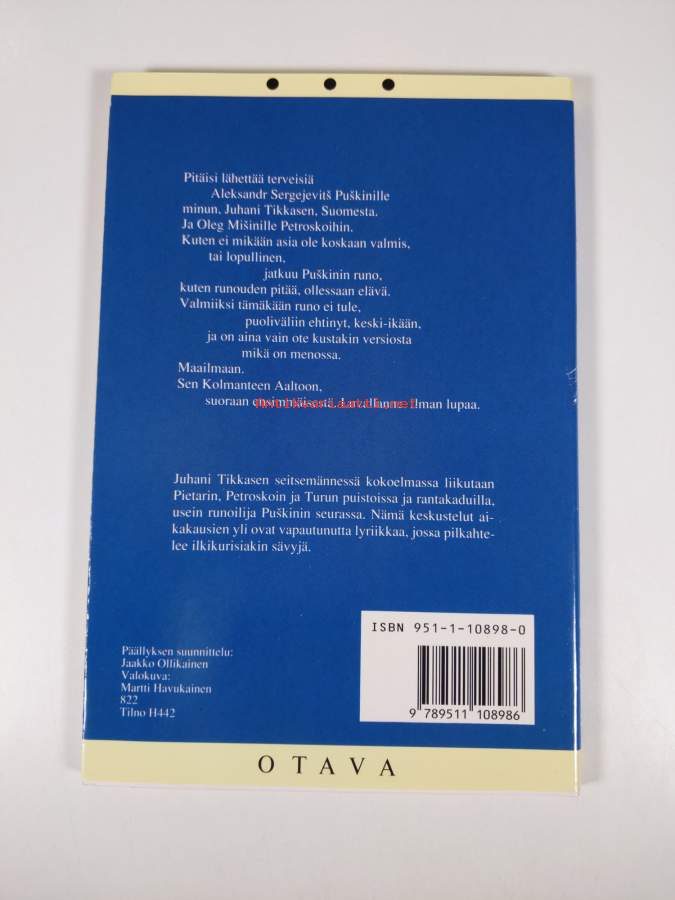 Pitäisi lähettää terveisiä
Aleksandr Sergejevitš Puškinille
minun, Juhani Tikkasen, Suomesta.
Ja Oleg Mišinille Petroskoihin.
Kuten ei mikään asia ole koskaan valmis,
tai lopullinen,
jatkuu Puškinin runo,
kuten runouden pitää, ollessaan elävä.
Valmiiksi tämäkään runo ei tule,
puoliväliin ehtinyt, keski-ikään,
ja on aina vain ote kustakin versiosta
mikä on menossa.
Maailmaan.
Sen Kolmanteen Aaltoon,
suoraan ensimmäisestä. ilman lupaa.
Antikvariaatti.net
Juhani Tikkasen seitsemännessä kokoelmassa liikutaan
Pietarin, Petroskoin ja Turun puistoissa ja rantakaduilla,
usein runoilija Puškinin seurassa. Nämä keskustelut ai-
kakausien yli ovat vapautunutta lyriikkaa, jossa pilkahte-
lee ilkikurisiakin sävyjä.
ISBN 951-1-10898-0
Päällyksen suunnittelu:
Jaakko Ollikainen
Valokuva:
Martti Havukainen
822
Tilno H442
9 789511 108986
OTAVA